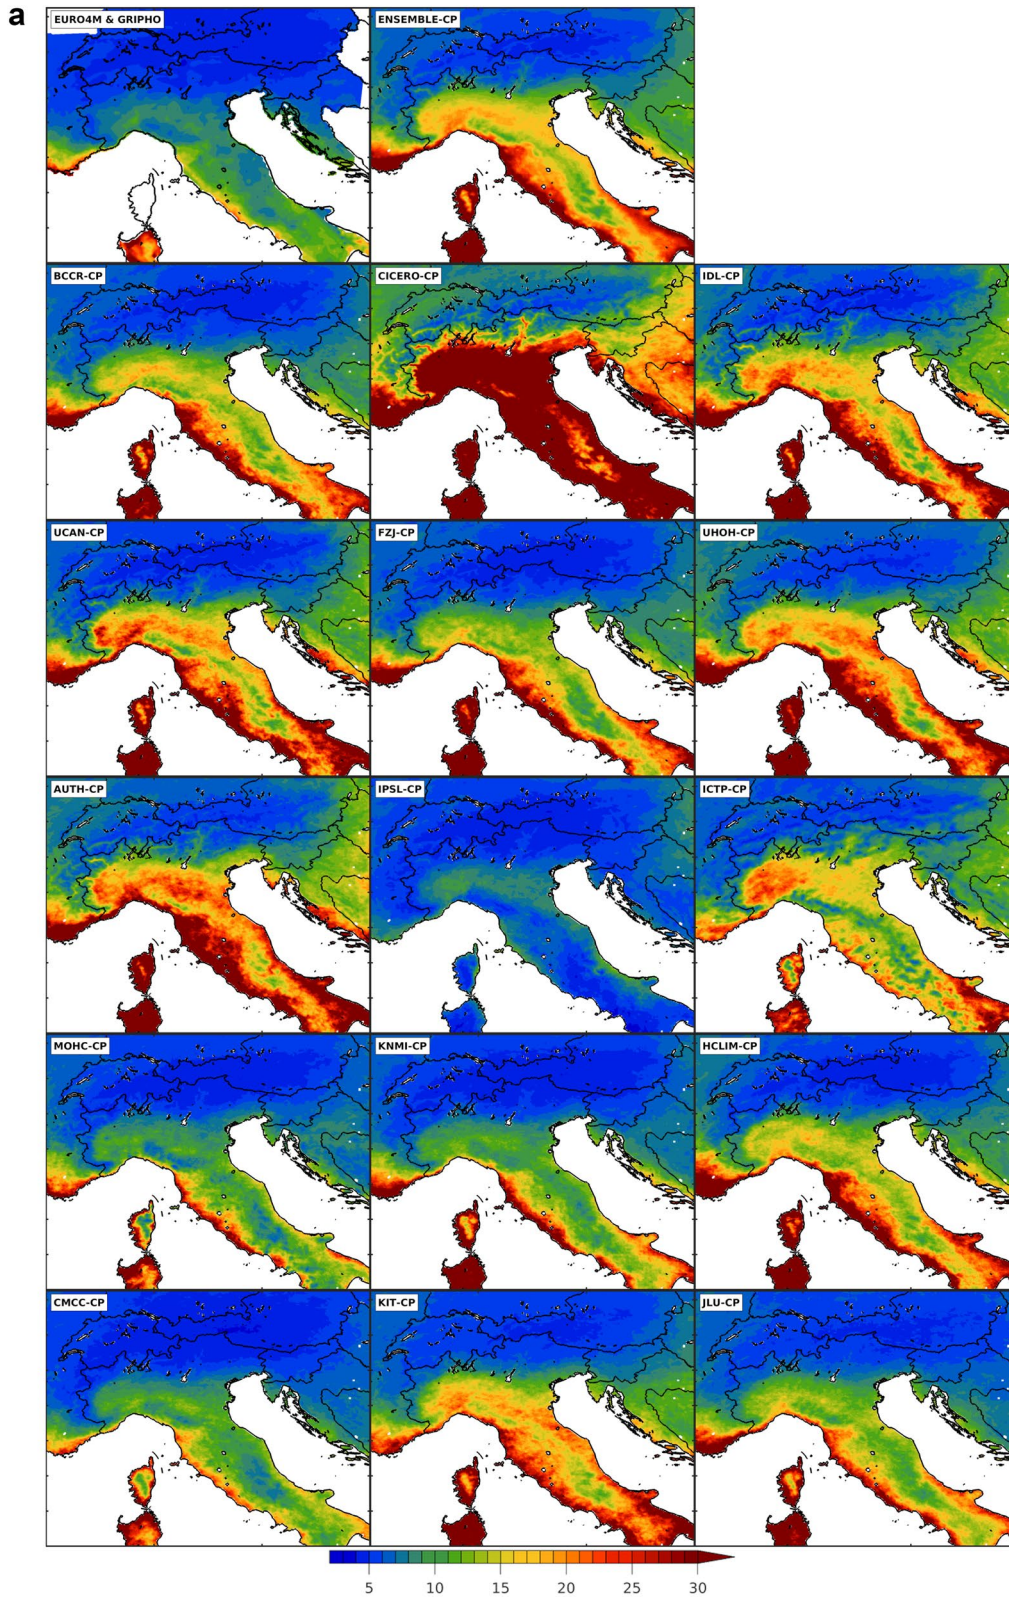 a
EURO4M & GRIPHO
ENSEMBLE-CP
BCCR-CP
CICERO-CP
IDL-CP
UCAN-CP
FZJ-CP
UHOH-CP
AUTH-CP
IPSL-CP
ICTP-CP
MOHC-CP
KNMI-CP
HCLIM-CP
CMCC-CP
KIT-CP
JLU-CP
5 10 15 20 25 30